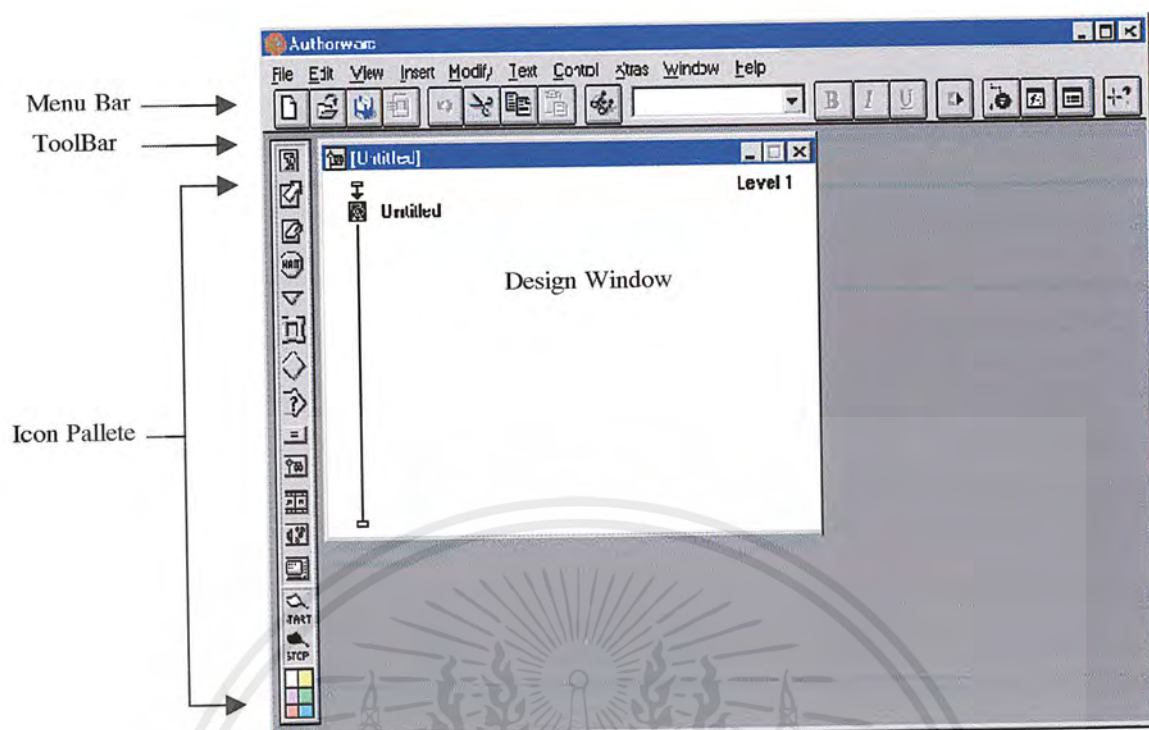 Authorware
File Edit View Insert Modify Text Control Xtras Window Help
Menu Bar
B I U
ToolBar
[Untitled]
Level 1
Untitled
Design Window
Icon Pallete
START
STOP